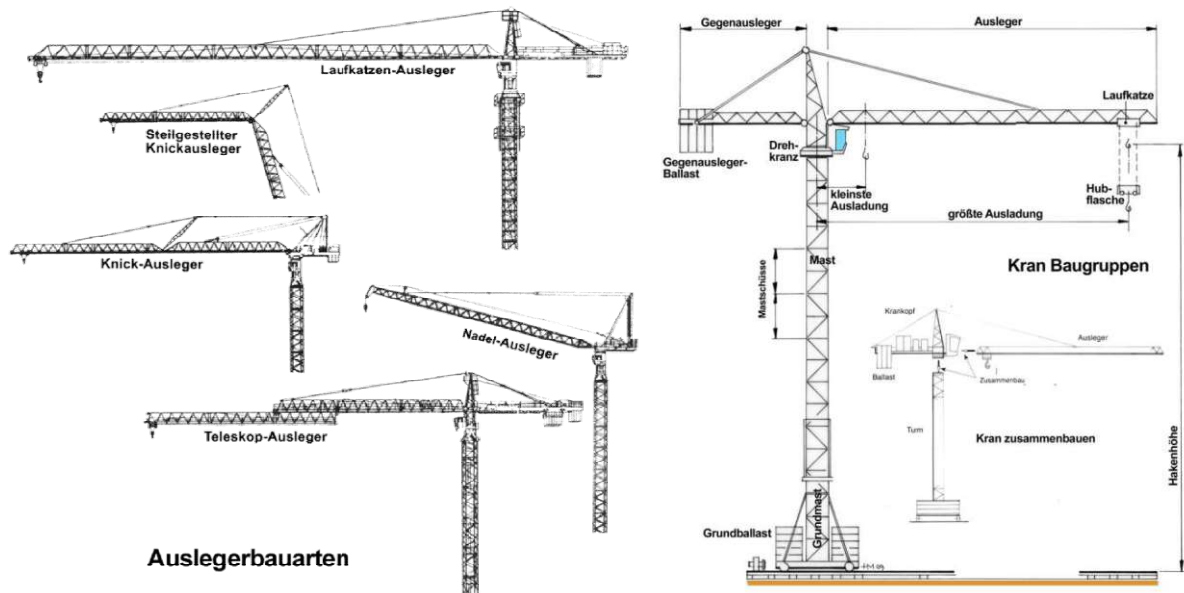 Laufkatzen-Ausleger
Steilgestellter
Knickausleger
Knick-Ausleger
Nadel-Ausleger
Teleskop-Ausleger
Auslegerbauarten
Gegenausleger
Ausleger
Laufkatze
Dreh-
kranz
Gegenausleger-
Ballast
kleinste
Ausladung
Hub-
flasche
größte Ausladung
Mast
Kran Baugruppen
Mastschüsse
Krankopf
Ausleger
Ballast
Zusammenbau
Turm
Kran zusammenbauen
Hakenhöhe
Grundmast
Grundballast